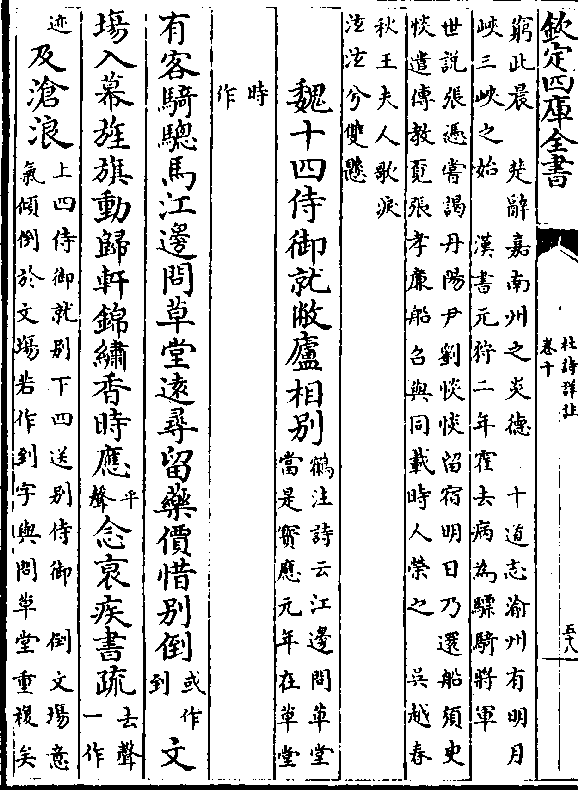 欽定四庫全書
杜詩詳註
卷十
五十八
窮此晨　楚辭嘉南州之炎德　十道志渝州有明月
峽三峽之始　漢書元狩二年霍去病為驃騎將軍
世説張憑嘗謁丹陽尹劉惔惔留宿明日乃還船須臾
惔遣傳教覓張孝廉船召與同載時人榮之　吳越春
秋王夫人歌淚
泫泫兮雙懸
魏十四侍御就敝廬相别
鶴注詩云江邊問草堂
當是寶應元年在草堂
時
作
有客騎驄馬江邊問草堂遠尋留藥價惜别倒
或作
到
文
場入幕旌旗動歸軒錦繡香時應
平
聲
念衰疾書疏
去聲
一作
迹
及滄浪
上四侍御就别下四送别侍御　倒文場意
氣傾倒於文場若作到字與問草堂重複矣